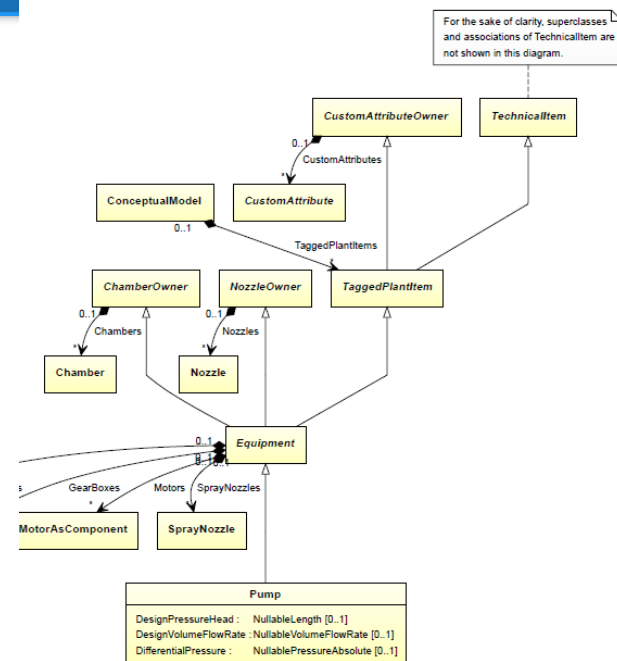 For the sake of clarity, superclasses
and associations of TechnicalItem are
not shown in this diagram.
CustomAttributeOwner
TechnicalItem
0..1
CustomAttributes
*
ConceptualModel
CustomAttribute
0..1
TaggedPlantItems
*
ChamberOwner
NozzleOwner
TaggedPlantItem
0..1
Chambers
0..1
Nozzles
*
*
Chamber
Nozzle
0..1
Equipment
s
GearBoxes
Motors
SprayNozzles
*
MotorAsComponent
SprayNozzle
Pump
DesignPressureHead : NullableLength [0..1]
DesignVolumeFlowRate : NullableVolumeFlowRate [0..1]
DifferentialPressure : NullablePressureAbsolute [0..1]